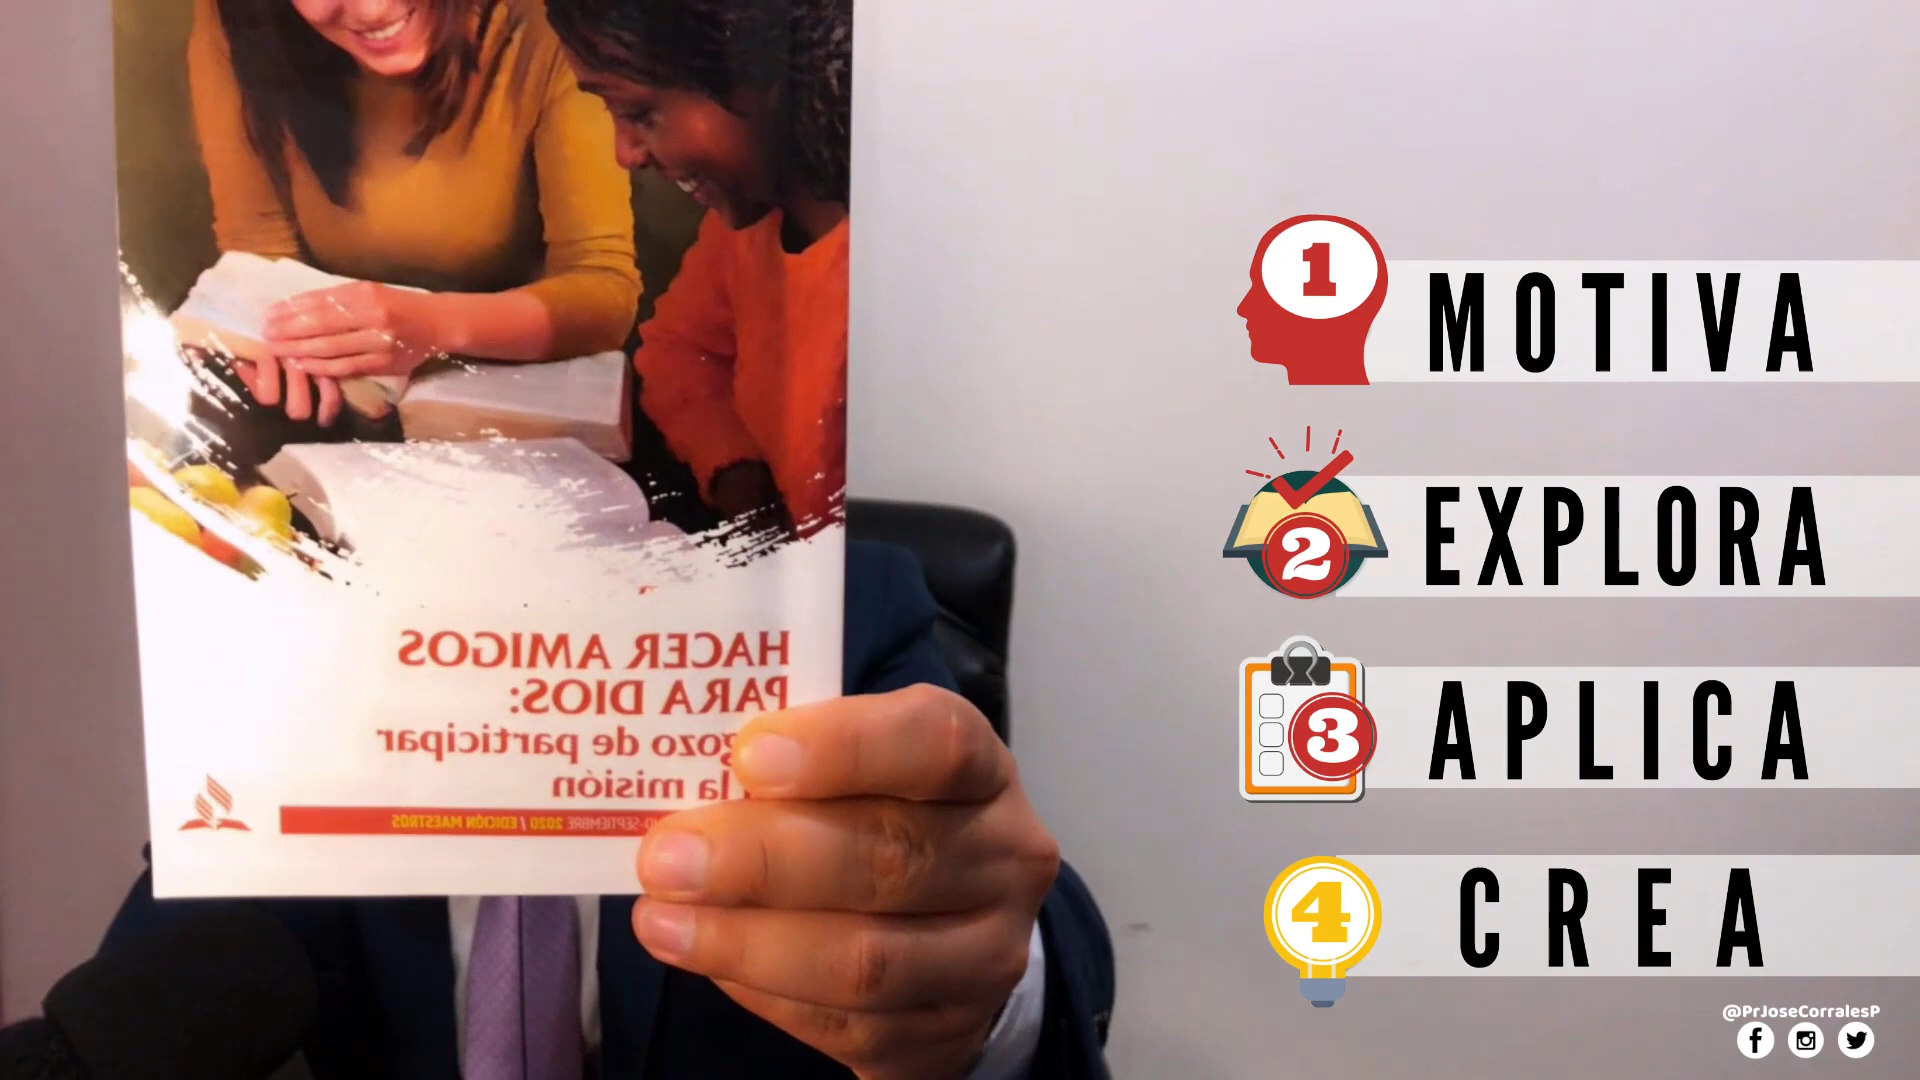 HACER AMIGOS
PARA DIOS:
gozo de participar
la misión
SEPTIEMBRE 2020 / EDICIÓN MAESTROS
1 MOTIVA
2 EXPLORA
3 APLICA
4 CREA
@PrJoseCorralesP